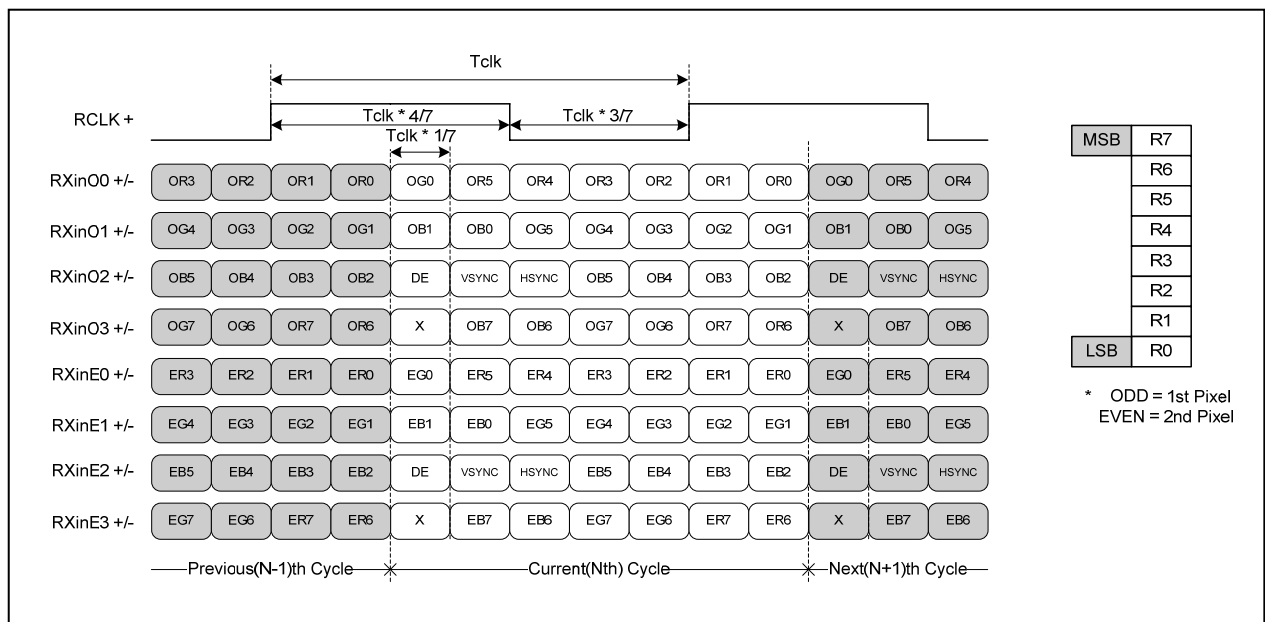 Tclk
RCLK +
Tclk * 4/7
Tclk * 3/7
Tclk * 1/7
RXinO0 +/- OR3 OR2 OR1 OR0 OG0 OR5 OR4 OR3 OR2 OR1 OR0 OG0 OR5 OR4
RXinO1 +/- OG4 OG3 OG2 OG1 OB1 OB0 OG5 OG4 OG3 OG2 OG1 OB1 OB0 OG5
RXinO2 +/- OB5 OB4 OB3 OB2 DE VSYNC HSYNC OB5 OB4 OB3 OB2 DE VSYNC HSYNC
RXinO3 +/- OG7 OG6 OR7 OR6 X OB7 OB6 OG7 OG6 OR7 OR6 X OB7 OB6
RXinE0 +/- ER3 ER2 ER1 ER0 EG0 ER5 ER4 ER3 ER2 ER1 ER0 EG0 ER5 ER4
RXinE1 +/- EG4 EG3 EG2 EG1 EB1 EB0 EG5 EG4 EG3 EG2 EG1 EB1 EB0 EG5
RXinE2 +/- EB5 EB4 EB3 EB2 DE VSYNC HSYNC EB5 EB4 EB3 EB2 DE VSYNC HSYNC
RXinE3 +/- EG7 EG6 ER7 ER6 X EB7 EB6 EG7 EG6 ER7 ER6 X EB7 EB6
Previous(N-1)th Cycle Current(Nth) Cycle Next(N+1)th Cycle
MSB R7
R6
R5
R4
R3
R2
R1
LSB R0
* ODD = 1st Pixel
EVEN = 2nd Pixel